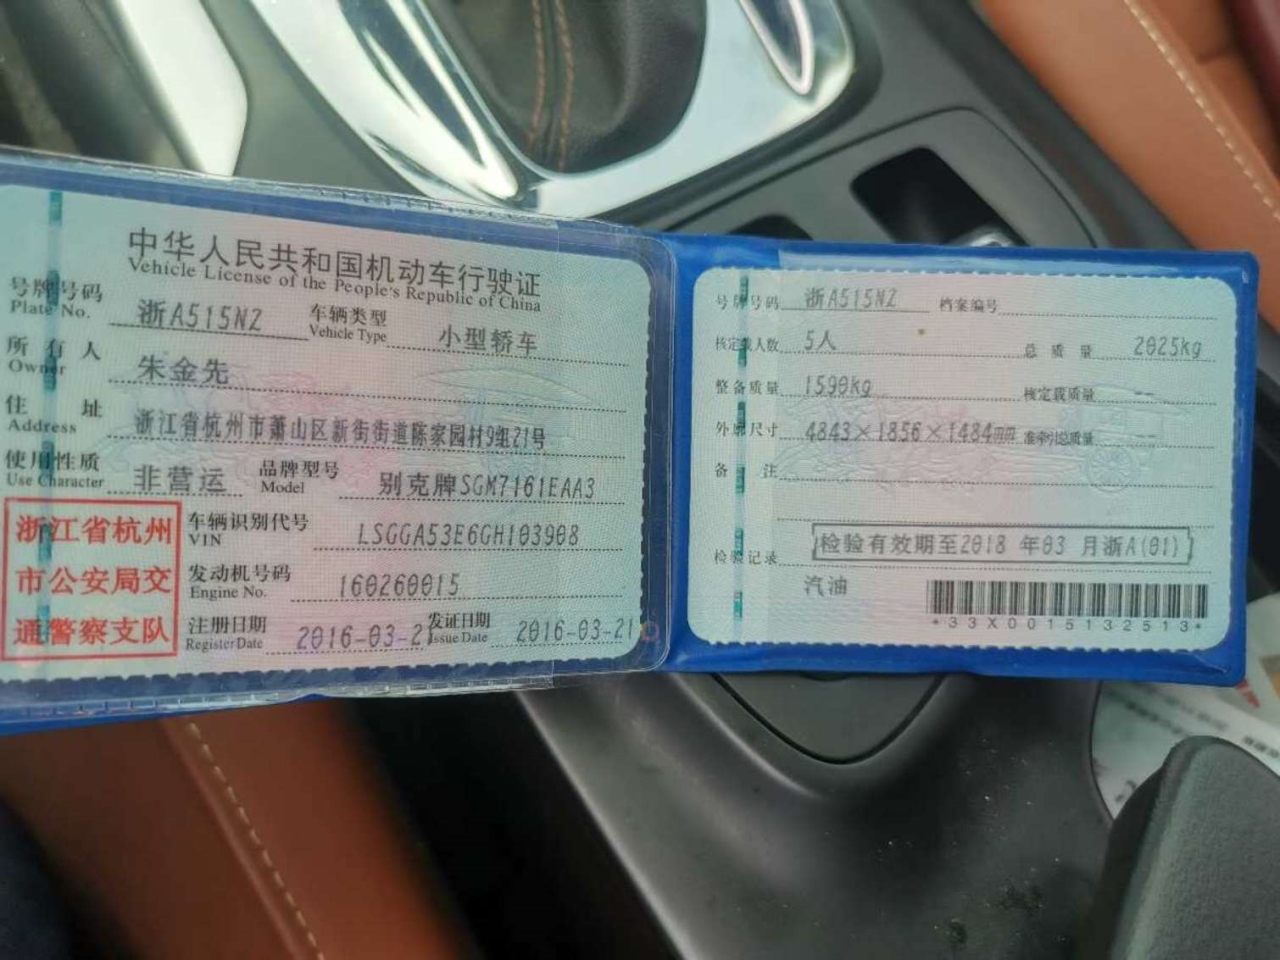 中华人民共和国机动车行驶证
Vehicle License of the People's Republic of China
号牌号码 浙A515NZ 车辆类型 小型轿车
Plate No. Vehicle Type
所有人 朱金先
Owner
住址 浙江省杭州市萧山区新街街道陈家园村9组21号
Address
使用性质 非营运 品牌型号 别克牌SGM7161EAA3
Use Character Model
浙江省杭州
市公安局交
通警察支队
车辆识别代号 LSGGA53E6GH103908
VIN
发动机号码 160260015
Engine No.
注册日期 2016-03-21 发证日期 2016-03-21
Register Date Issue Date
号牌号码 浙A515NZ 档案编号
核定载人数 5人 总质量 2025kg
整备质量 1590kg 核定载质量 --
外廓尺寸 4843×1856×1484mm 准牵引总质量 --
备注
检验记录 检验有效期至2018 年03 月浙A(01)
汽油
*33X0015132513*